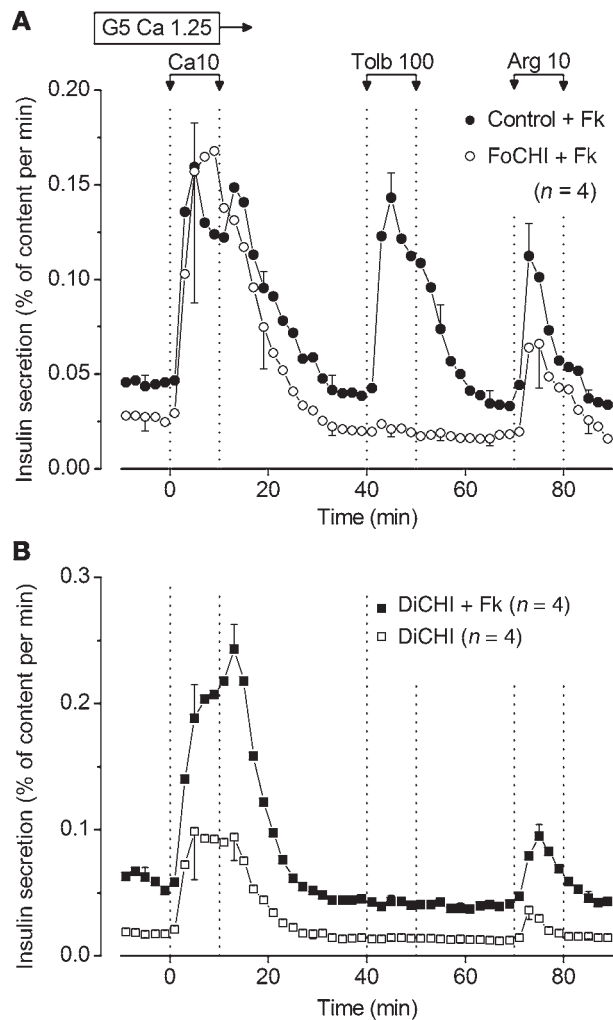 A
G5 Ca 1.25
Ca10
Tolb 100
Arg 10
Control + Fk
FoCHI + Fk
(n = 4)
Insulin secretion (% of content per min)
0.20
0.15
0.10
0.05
0.00
0
20
40
60
80
Time (min)
B
DiCHI + Fk (n = 4)
DiCHI (n = 4)
Insulin secretion (% of content per min)
0.3
0.2
0.1
0.0
0
20
40
60
80
Time (min)